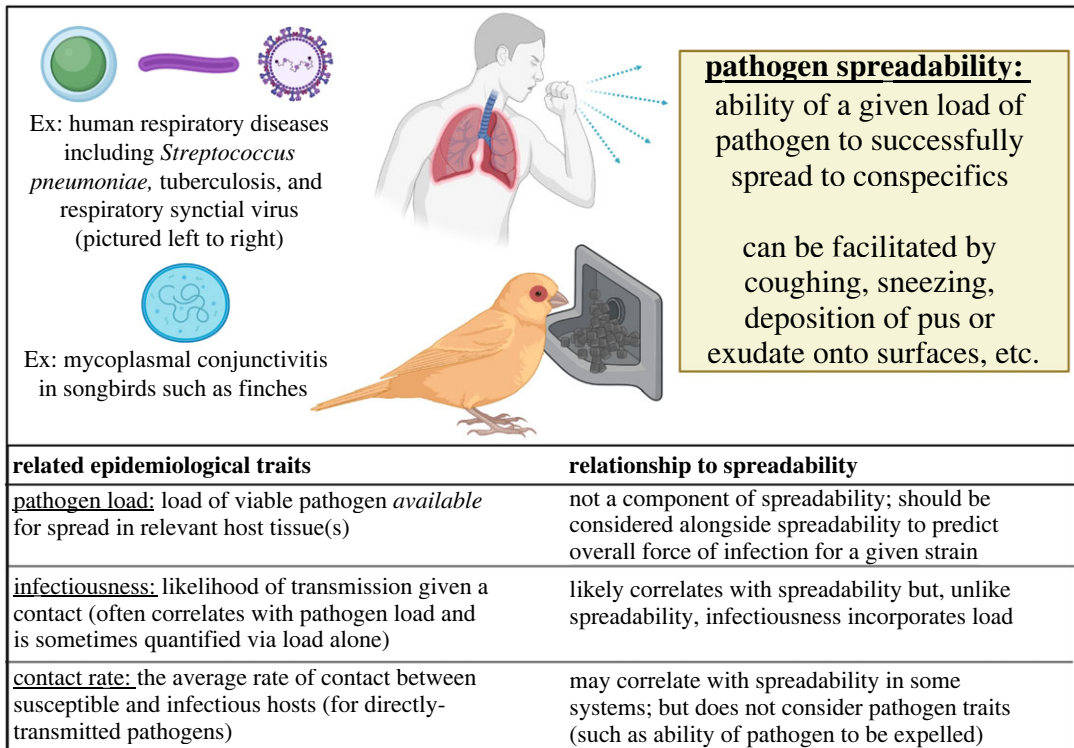 Ex: human respiratory diseases
including Streptococcus
pneumoniae, tuberculosis, and
respiratory synctial virus
(pictured left to right)
Ex: mycoplasmal conjunctivitis
in songbirds such as finches
pathogen spreadability:
ability of a given load of
pathogen to successfully
spread to conspecifics
can be facilitated by
coughing, sneezing,
deposition of pus or
exudate onto surfaces, etc.
related epidemiological traits
relationship to spreadability
pathogen load: load of viable pathogen available
for spread in relevant host tissue(s)
not a component of spreadability; should be
considered alongside spreadability to predict
overall force of infection for a given strain
infectiousness: likelihood of transmission given a
contact (often correlates with pathogen load and
is sometimes quantified via load alone)
likely correlates with spreadability but, unlike
spreadability, infectiousness incorporates load
contact rate: the average rate of contact between
susceptible and infectious hosts (for directly-
transmitted pathogens)
may correlate with spreadability in some
systems; but does not consider pathogen traits
(such as ability of pathogen to be expelled)